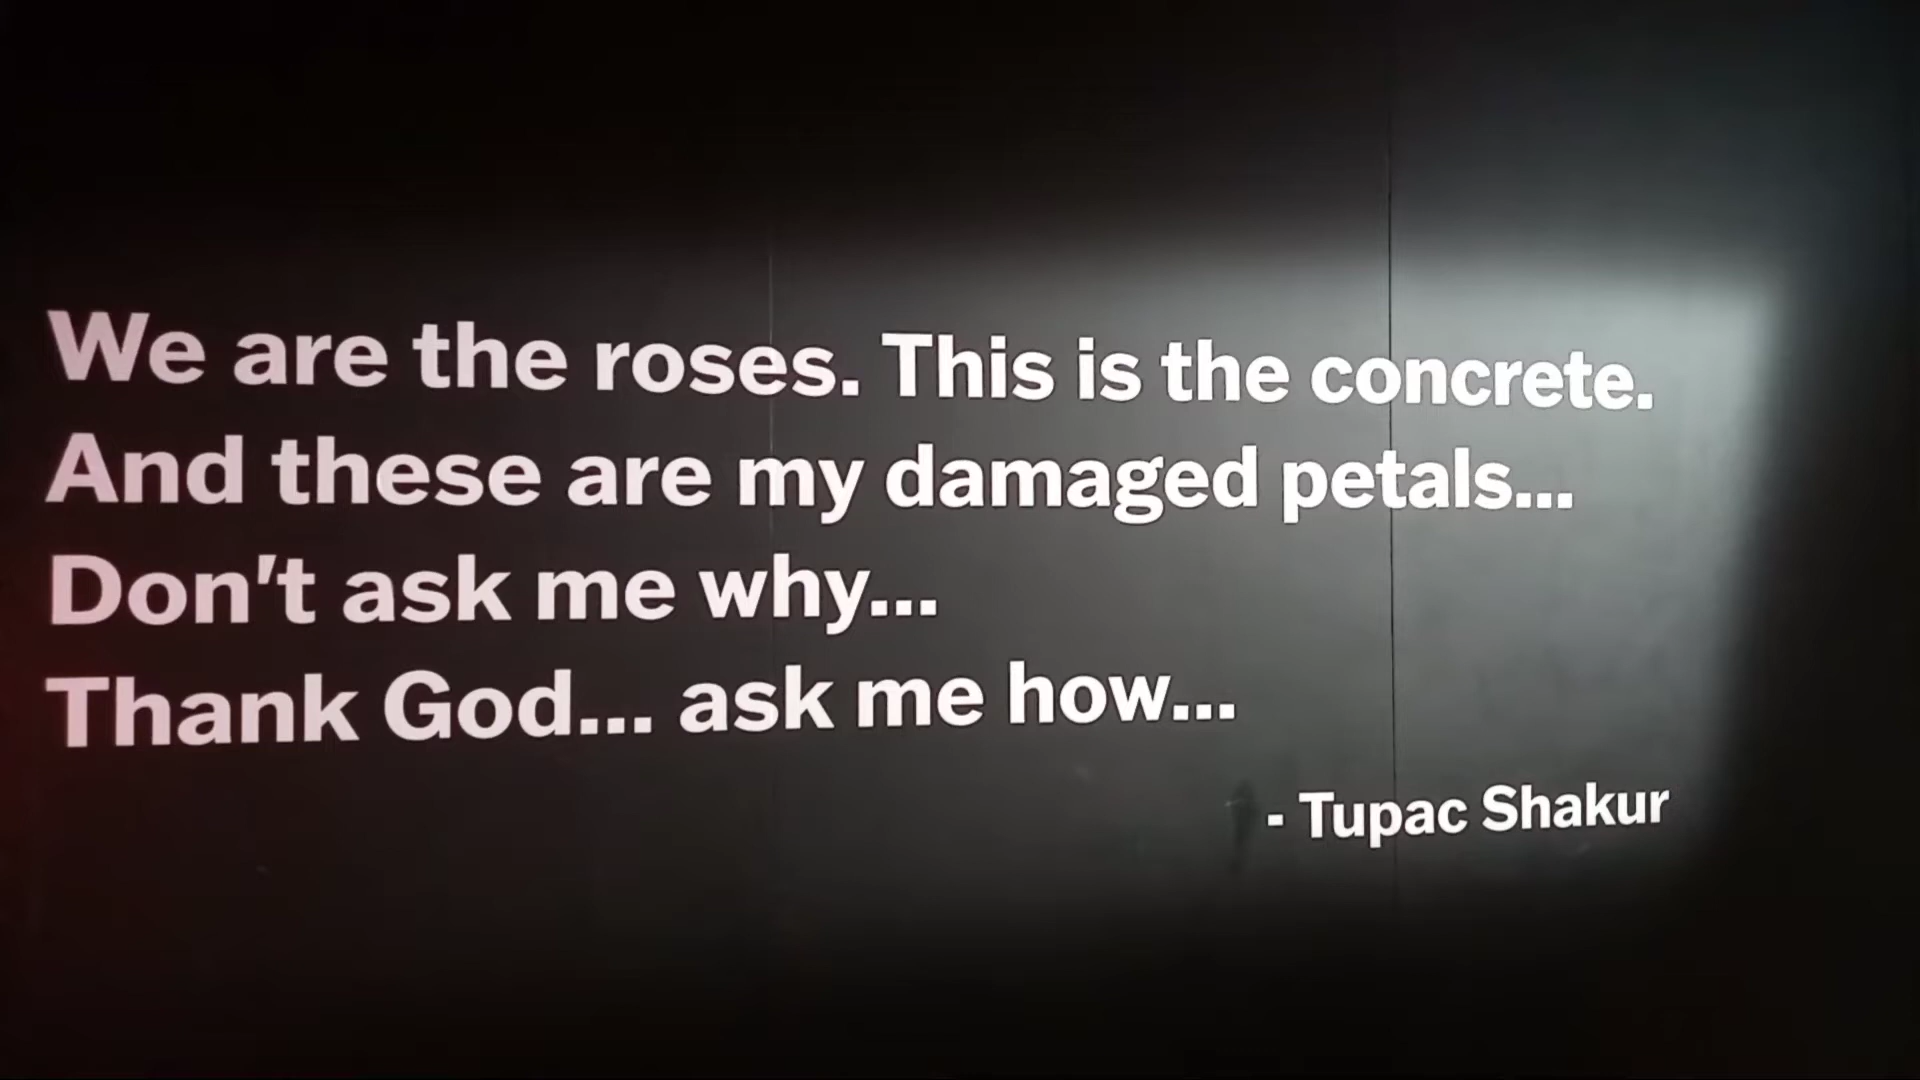 We are the roses. This is the concrete.
And these are my damaged petals...
Don't ask me why...
Thank God... ask me how...
- Tupac Shakur